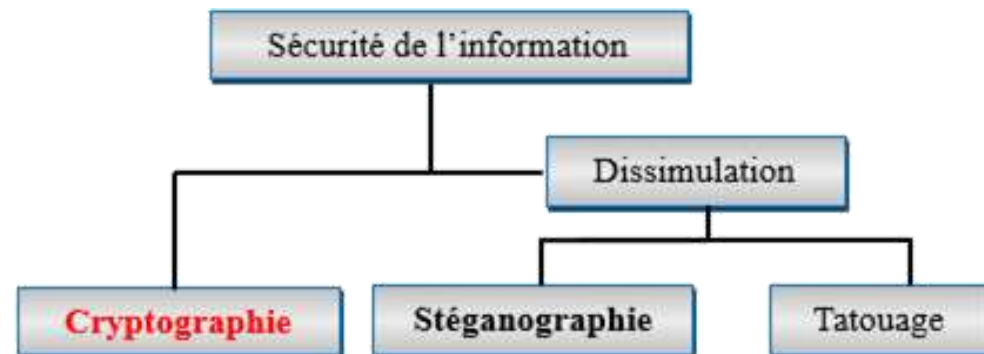 Sécurité de l’information
Dissimulation
Cryptographie
Stéganographie
Tatouage